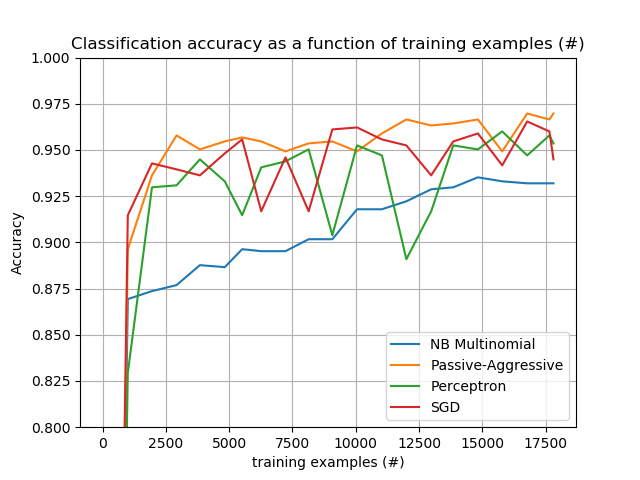 Classification accuracy as a function of training examples (#)
1.000
0.975
0.950
0.925
0.900
0.875
0.850
0.825
0.800
Accuracy
NB Multinomial
Passive-Aggressive
Perceptron
SGD
0 2500 5000 7500 10000 12500 15000 17500
training examples (#)